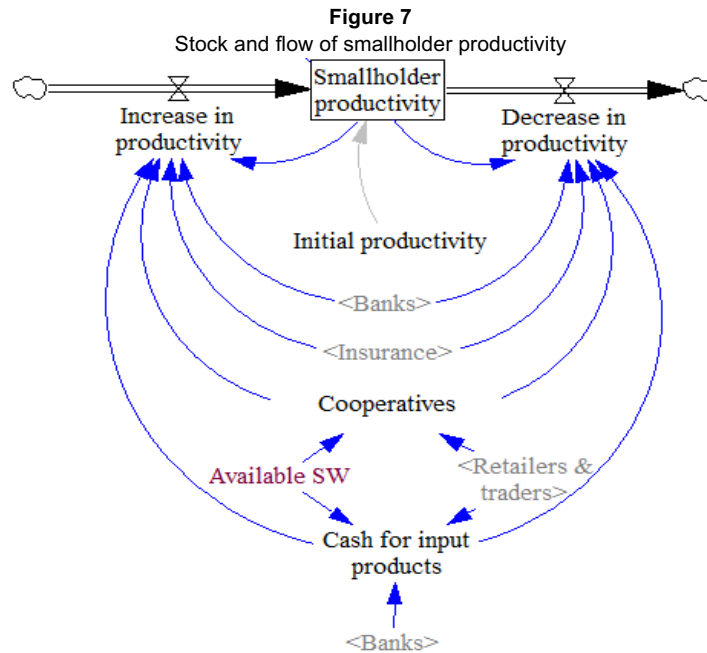 Figure 7
Stock and flow of smallholder productivity
Smallholder
productivity
Increase in
productivity
Decrease in
productivity
Initial productivity
<Banks>
<Insurance>
Cooperatives
Available SW
<Retailers &
traders>
Cash for input
products
<Banks>